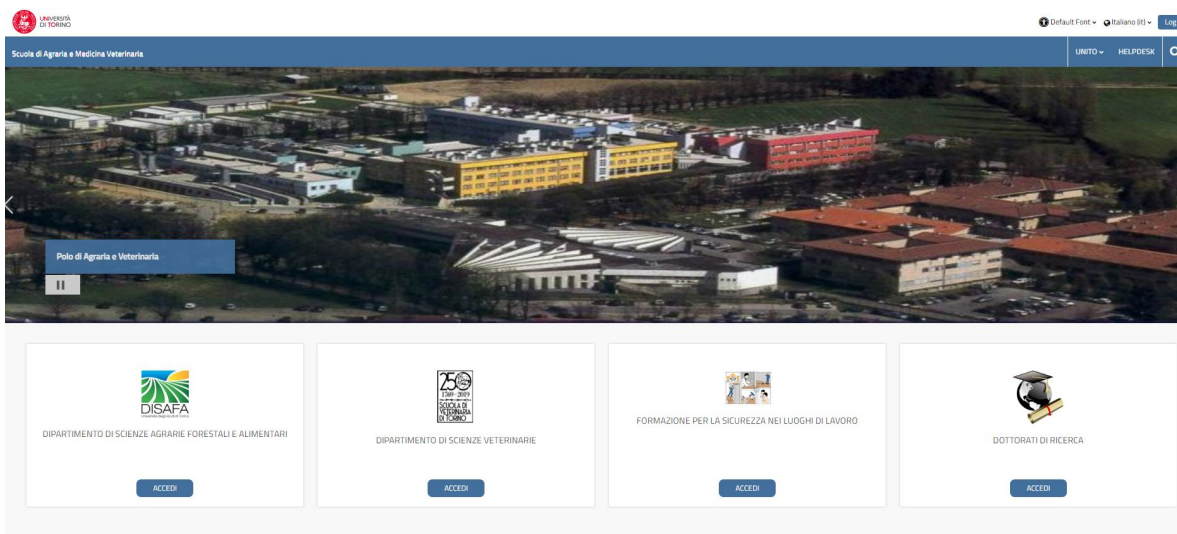 UNIVERSITÀ
DI TORINO
Default Font
Italiano (it)
Log
Scuola di Agraria e Medicina Veterinaria
UNITO
HELPDESK
Polo di Agraria e Veterinaria
DISAFA
DIPARTIMENTO DI SCIENZE AGRARIE FORESTALI E ALIMENTARI
ACCEDI
250
1769-2019
SCUOLA DI
VETERINARIA
DI TORINO
DIPARTIMENTO DI SCIENZE VETERINARIE
ACCEDI
FORMAZIONE PER LA SICUREZZA NEI LUOGHI DI LAVORO
ACCEDI
DOTTORATI DI RICERCA
ACCEDI